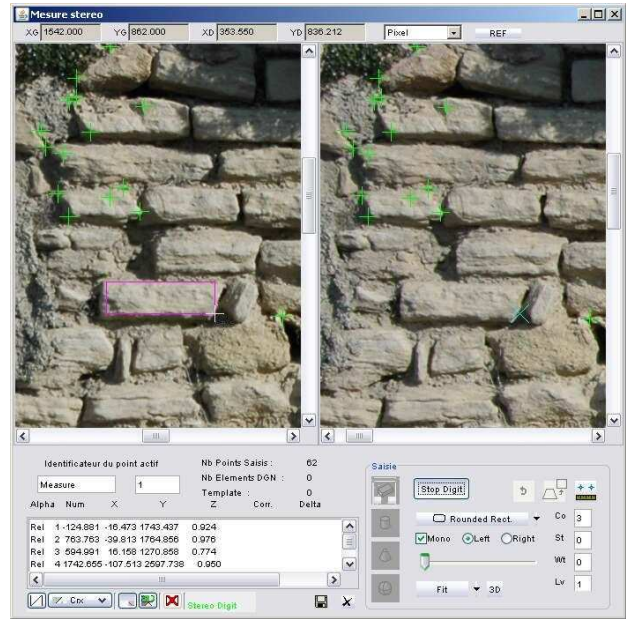 Mesure stereo
XG 1542.000 YG 862.000 XD 353.550 YD 836.212 Pixel REF
Identificateur du point actif
Measure 1
Nb Points Saisis : 62
Nb Elements DGN : 0
Template : 0
Alpha Num X Y Z Corr. Delta
Rel 1 -124.881 -16.473 1743.437 0.924
Rel 2 763.763 -39.813 1764.856 0.976
Rel 3 594.991 16.158 1270.858 0.774
Rel 4 1742.655 -107.513 2597.738 0.950
Crx Stereo Digit
Saisie
Stop Digit
Rounded Rect. Co 3
Mono Left Right St 0
Wt 0
Fit 3D Lv 1